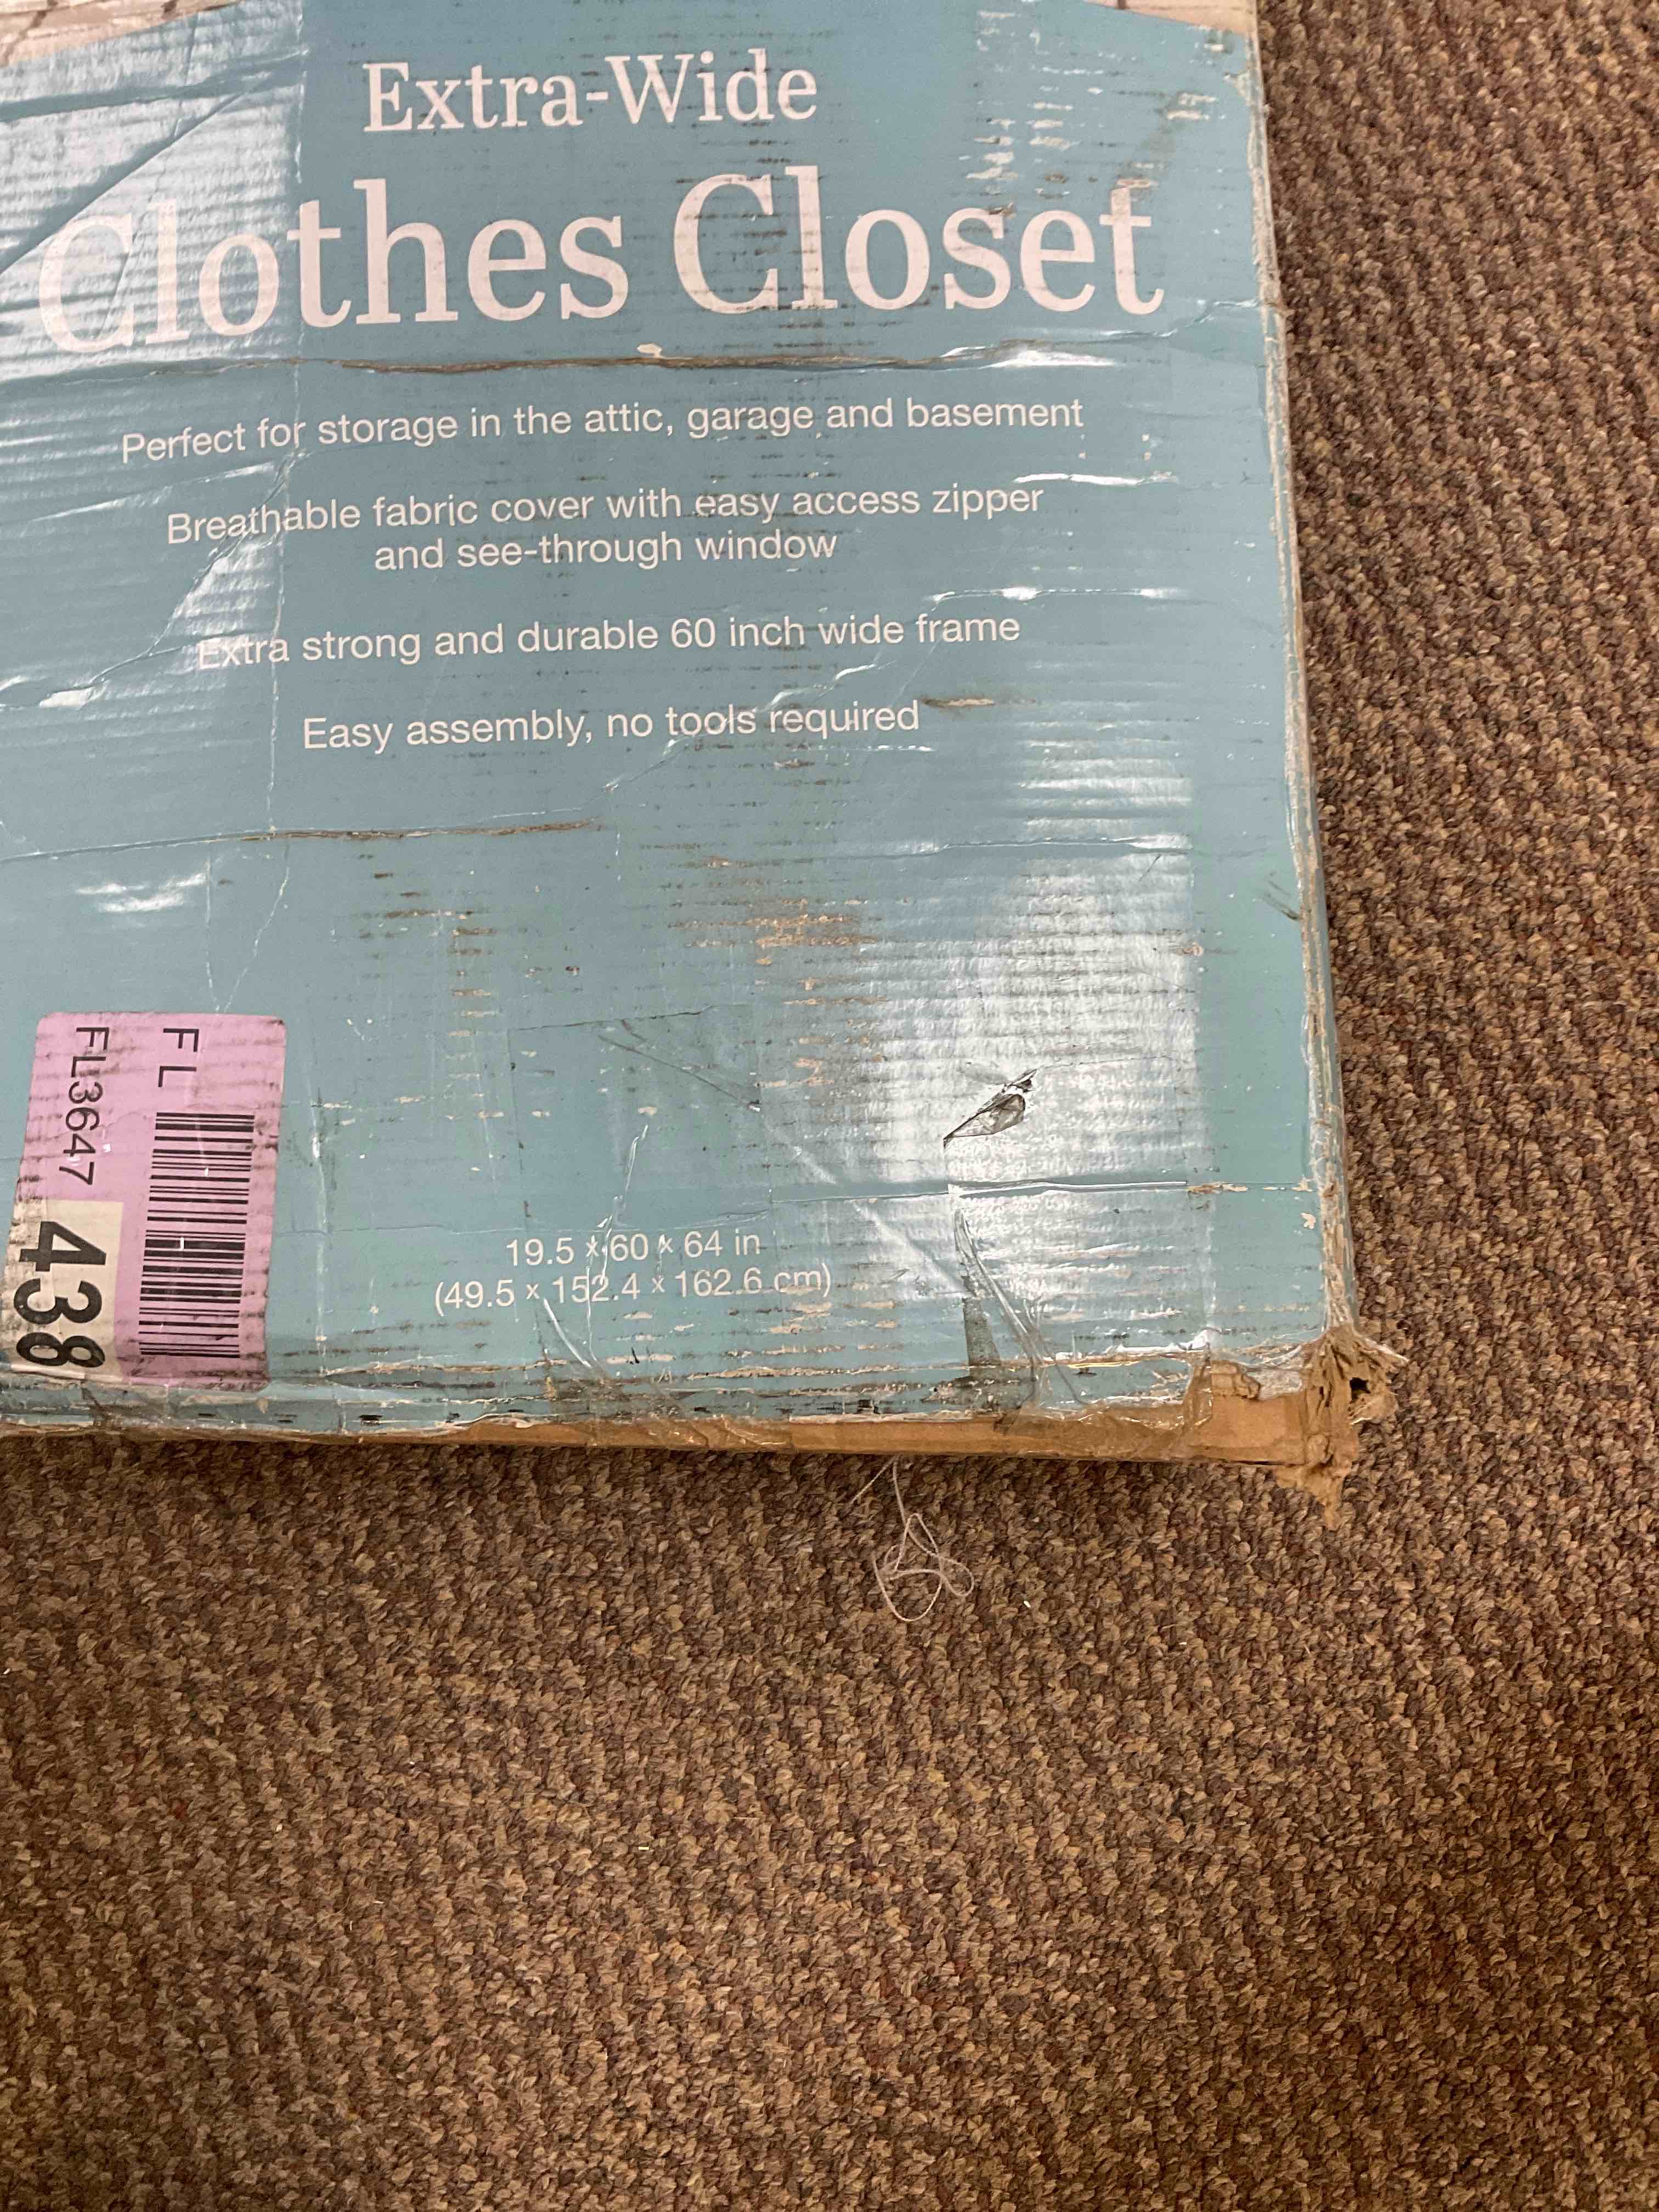 Extra-Wide
Clothes Closet
Perfect for storage in the attic, garage and basement
Breathable fabric cover with easy access zipper
and see-through window
Extra strong and durable 60 inch wide frame
Easy assembly, no tools required
F L
FL3647
438
19.5 x 60 x 64 in
(49.5 x 152.4 x 162.6 cm)